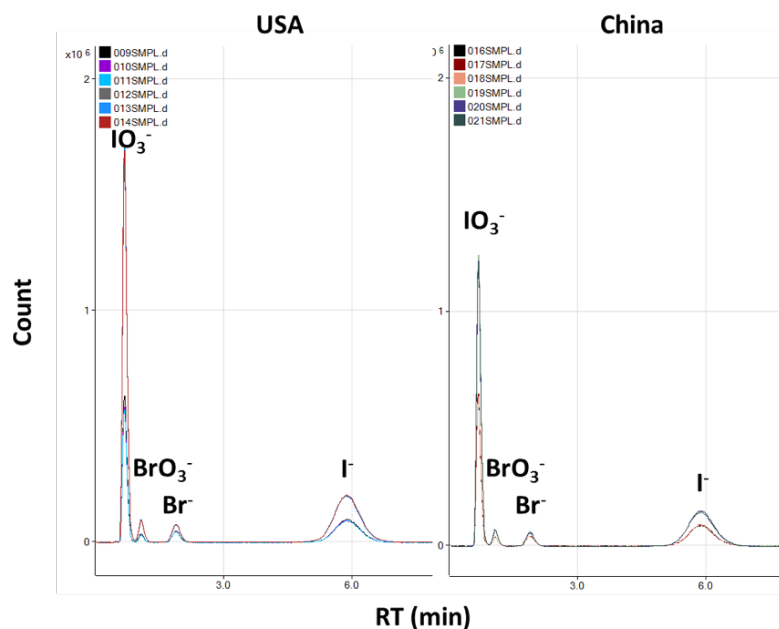 USA
x10 6
2
009SMPL.d
010SMPL.d
011SMPL.d
012SMPL.d
013SMPL.d
014SMPL.d
IO₃⁻
1
BrO₃⁻
Br⁻
I⁻
0
3.0
6.0
China
6
2
016SMPL.d
017SMPL.d
018SMPL.d
019SMPL.d
020SMPL.d
021SMPL.d
IO₃⁻
1
BrO₃⁻
Br⁻
I⁻
0
3.0
6.0
Count
RT (min)